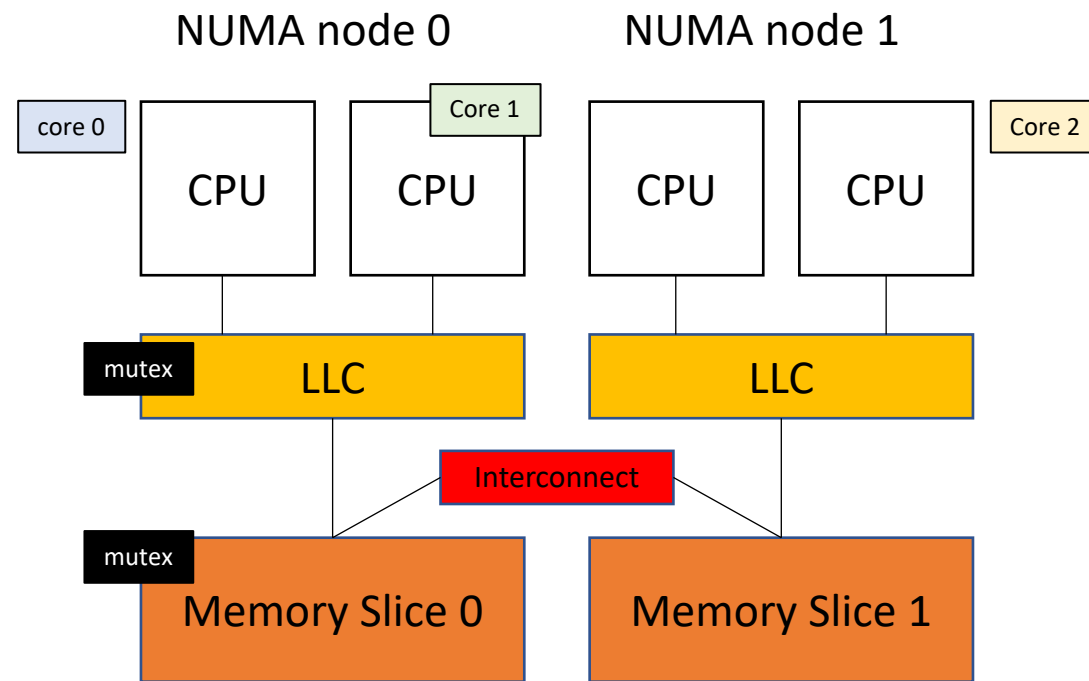 NUMA node 0
NUMA node 1
core 0
Core 1
Core 2
CPU
CPU
CPU
CPU
mutex
LLC
LLC
Interconnect
mutex
Memory Slice 0
Memory Slice 1